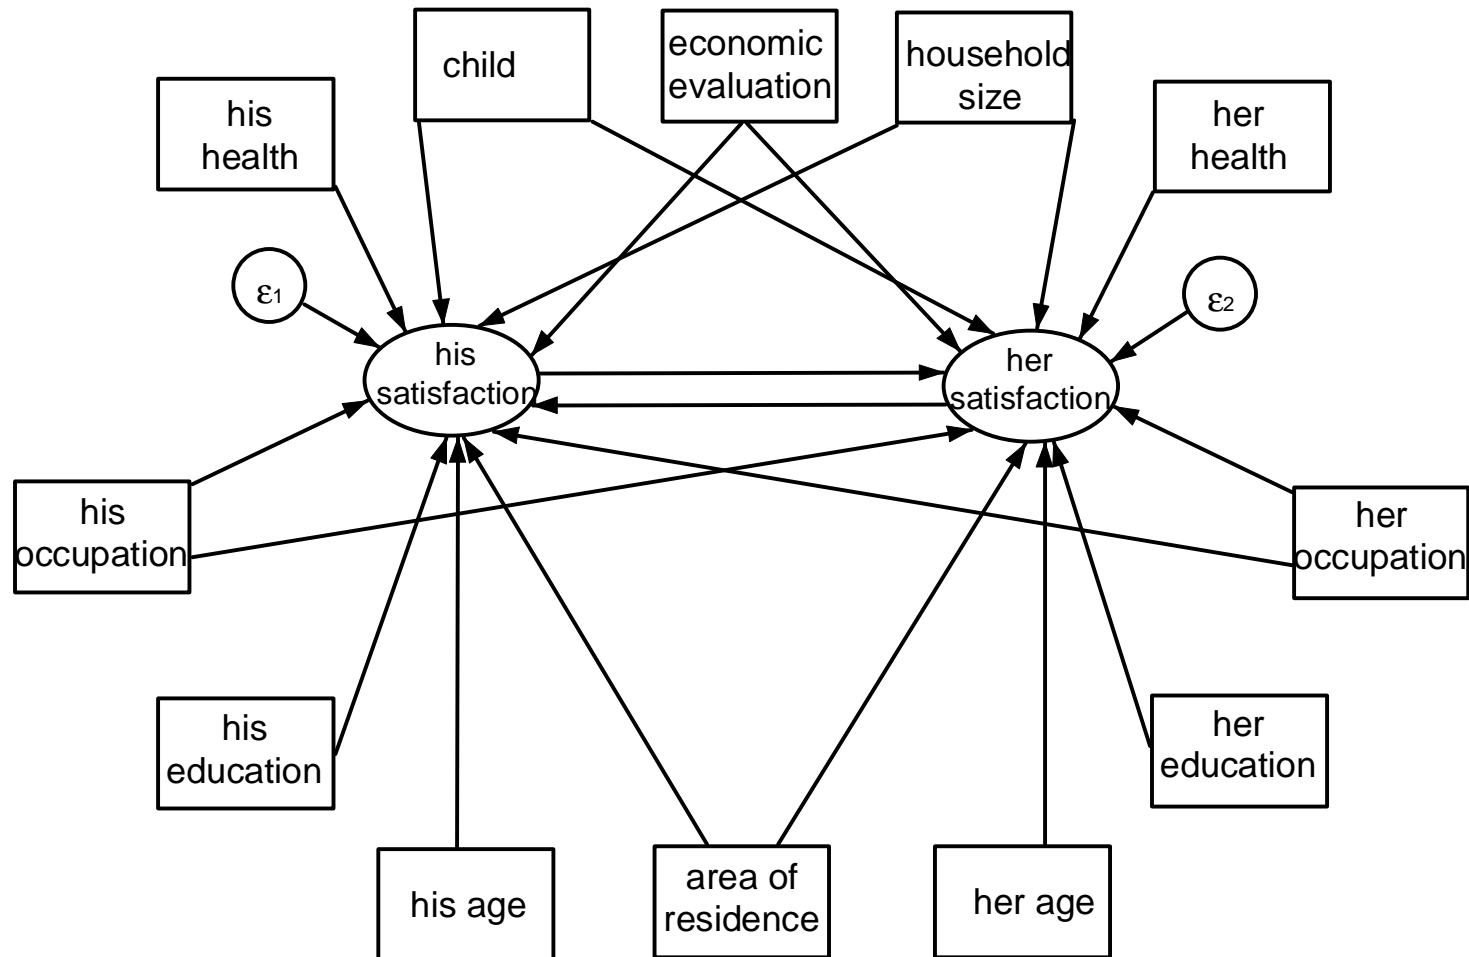 child
economic
evaluation
household
size
his
health
her
health
ε1
ε2
his
satisfaction
her
satisfaction
his
occupation
her
occupation
his
education
her
education
his age
area of
residence
her age